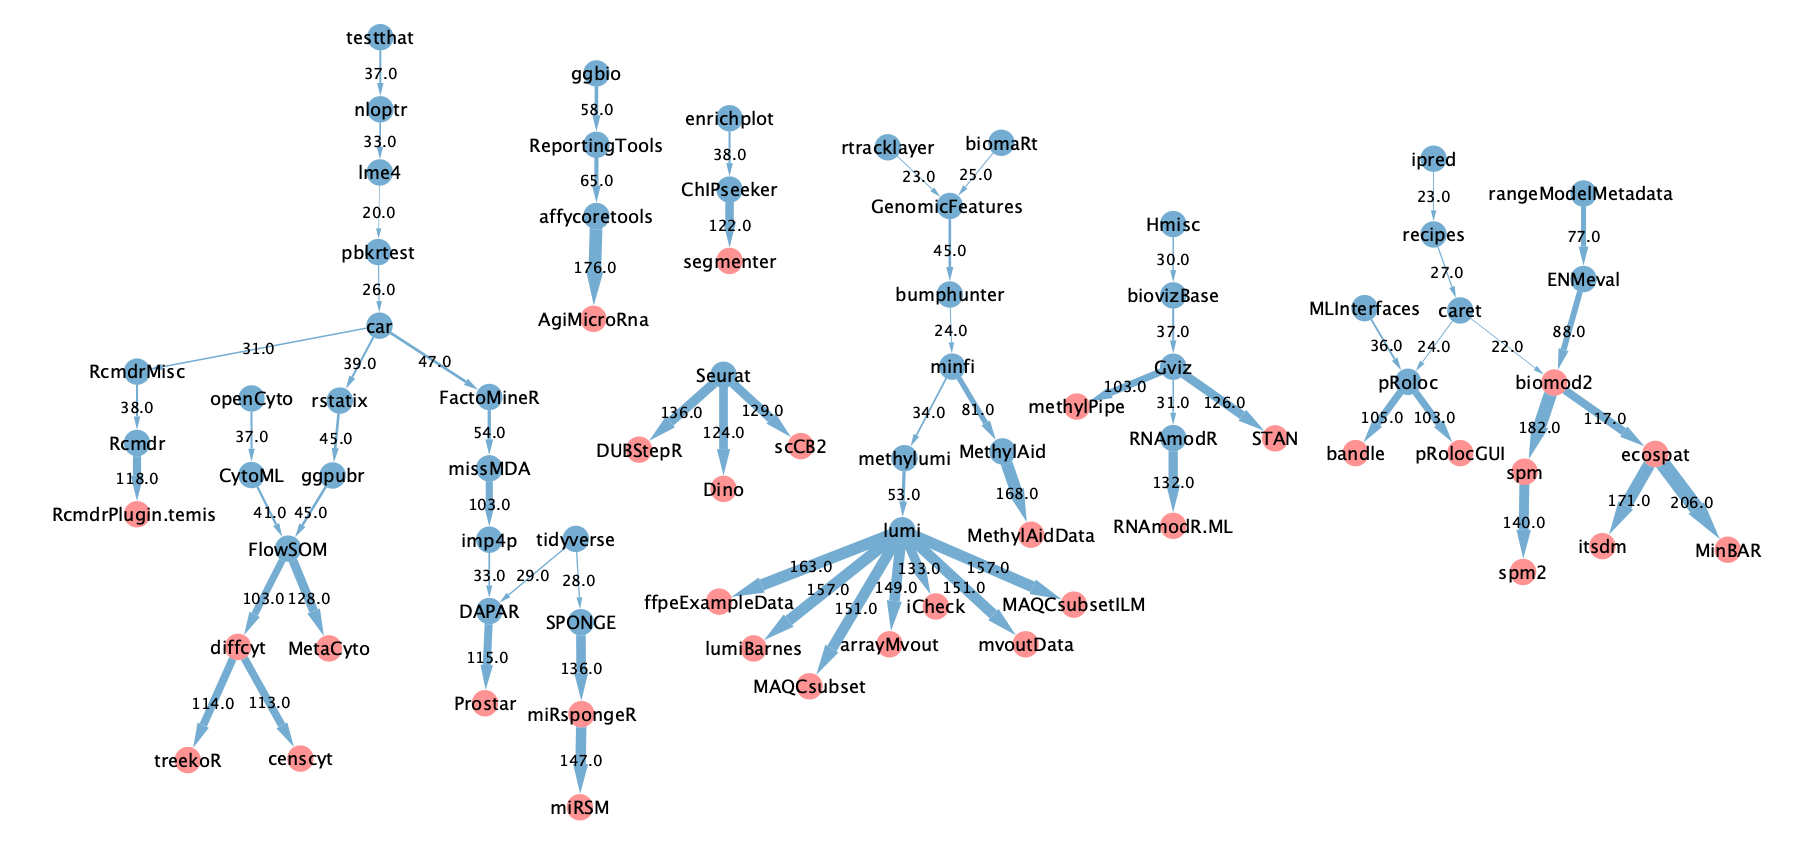 testthat
37.0
nloptr
33.0
lme4
20.0
pbkrtest
26.0
car
31.0
39.0
47.0
RcmdrMisc
38.0
Rcmdr
118.0
RcmdrPlugin.temis
openCyto
37.0
CytoML
41.0
rstatix
45.0
ggpubr
45.0
FlowSOM
103.0
128.0
diffcyt
MetaCyto
114.0
113.0
treekoR
censcyt
FactoMineR
54.0
missMDA
103.0
imp4p
33.0
tidyverse
29.0
28.0
DAPAR
115.0
Prostar
SPONGE
136.0
miRspongeR
147.0
miRSM
ggbio
58.0
ReportingTools
65.0
affycoretools
176.0
AgiMicroRna
enrichplot
38.0
ChIPseeker
122.0
segmenter
Seurat
136.0
124.0
129.0
DUBStepR
Dino
scCB2
rtracklayer
biomaRt
23.0
25.0
GenomicFeatures
45.0
bumphunter
24.0
minfi
34.0
81.0
methylumi
MethylAid
53.0
168.0
lumi
MethylAidData
163.0
157.0
151.0
149.0
133.0
151.0
157.0
ffpeExampleData
lumiBarnes
MAQCsubset
arrayMvout
iCheck
mvoutData
MAQCsubsetILM
Hmisc
30.0
biovizBase
37.0
Gviz
103.0
31.0
126.0
methylPipe
RNAmodR
STAN
132.0
RNAmodR.ML
ipred
23.0
recipes
27.0
MLInterfaces
caret
36.0
24.0
22.0
pRoloc
105.0
103.0
bandle
pRolocGUI
rangeModelMetadata
77.0
ENMeval
88.0
biomod2
182.0
117.0
spm
ecospat
140.0
171.0
206.0
spm2
itsdm
MinBAR